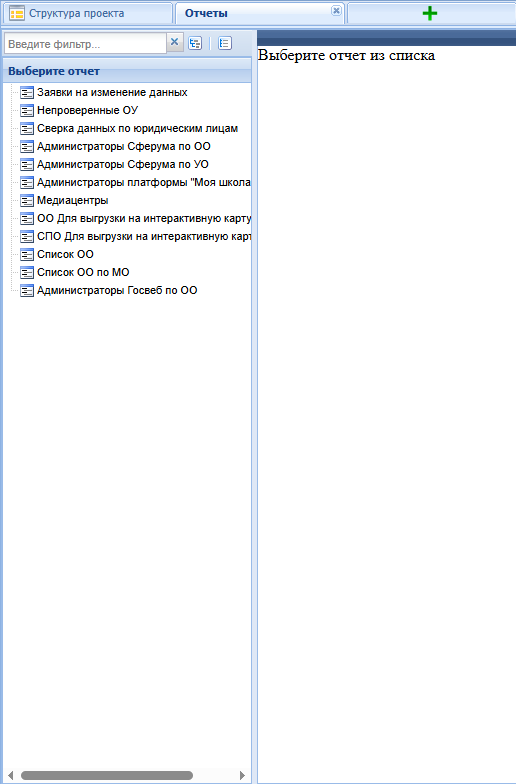 Структура проекта
Отчеты
Введите фильтр...
Выберите отчет
Заявки на изменение данных
Непроверенные ОУ
Сверка данных по юридическим лицам
Администраторы Сферума по ОО
Администраторы Сферума по УО
Администраторы платформы "Моя школа
Медиацентры
ОО Для выгрузки на интерактивную карту
СПО Для выгрузки на интерактивную карт
Список ОО
Список ОО по МО
Администраторы Госвеб по ОО
Выберите отчет из списка